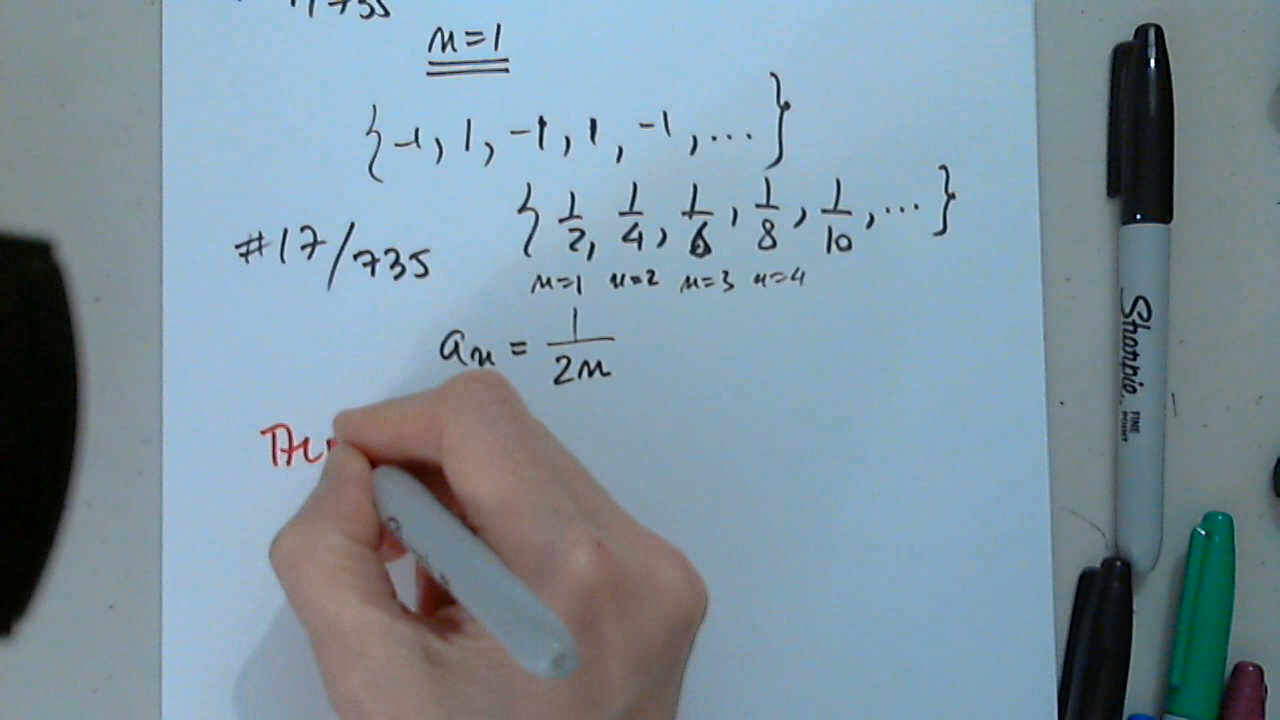 /735
n=1
{-1, 1, -1, 1, -1, ...}
{1/2, 1/4, 1/6, 1/8, 1/10, ...}
#17/735
n=1 n=2 n=3 n=4
an = 1/2n
Sharpie.
FINE
POINT